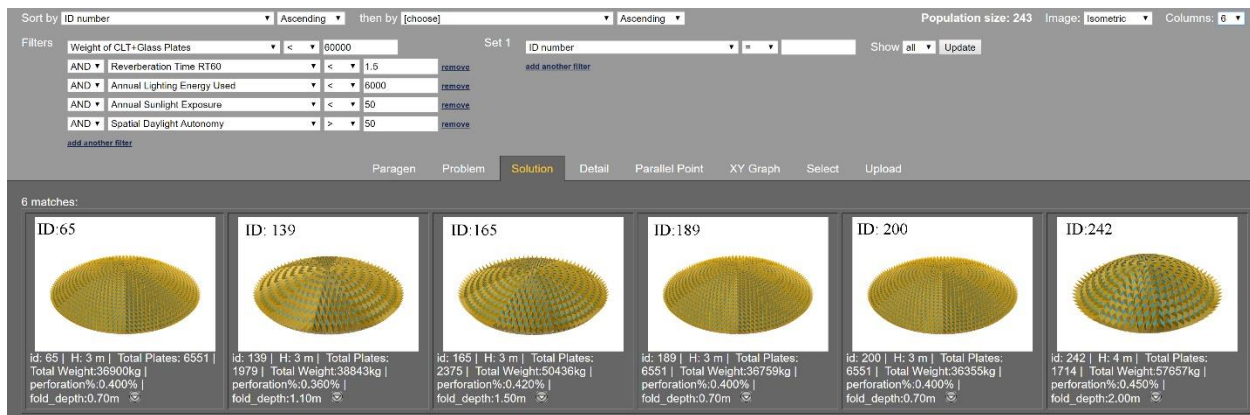 Sort by ID number Ascending then by [choose] Ascending Population size: 243 Image: Isometric Columns: 6
Filters Weight of CLT+Glass Plates < 60000 Set 1 ID number = Show all Update
AND Reverberation Time RT60 < 1.5 remove add another filter
AND Annual Lighting Energy Used < 6000 remove
AND Annual Sunlight Exposure < 50 remove
AND Spatial Daylight Autonomy > 50 remove
add another filter
Paragen Problem Solution Detail Parallel Point XY Graph Select Upload
6 matches:
ID:65 ID: 139 ID:165 ID:189 ID: 200 ID:242
id: 65 | H: 3 m | Total Plates: 6551 |
Total Weight:36900kg |
perforation%:0.400% |
fold_depth:0.70m
id: 139 | H: 3 m | Total Plates:
1979 | Total Weight:38843kg |
perforation%:0.360% |
fold_depth:1.10m
id: 165 | H: 3 m | Total Plates:
2375 | Total Weight:50436kg |
perforation%:0.420% |
fold_depth:1.50m
id: 189 | H: 3 m | Total Plates:
6551 | Total Weight:36759kg |
perforation%:0.400% |
fold_depth:0.70m
id: 200 | H: 3 m | Total Plates:
6551 | Total Weight:36355kg |
perforation%:0.400% |
fold_depth:0.70m
id: 242 | H: 4 m | Total Plates:
1714 | Total Weight:57657kg |
perforation%:0.450% |
fold_depth:2.00m